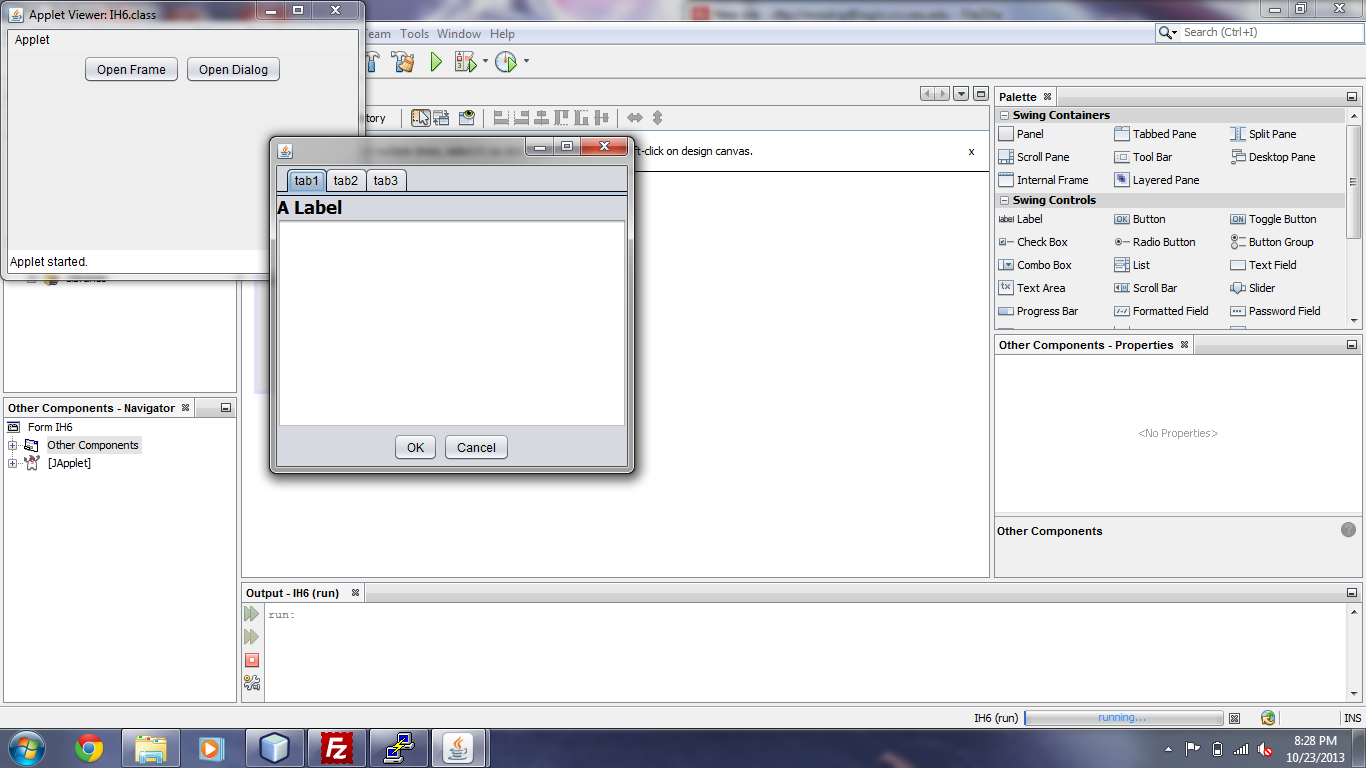 Applet Viewer: IH6.class
Applet
Open Frame Open Dialog
Applet started.
Team Tools Window Help
Search (Ctrl+I)
tory
ft-click on design canvas. x
tab1 tab2 tab3
A Label
OK Cancel
Palette
Swing Containers
Panel Tabbed Pane Split Pane
Scroll Pane Tool Bar Desktop Pane
Internal Frame Layered Pane
Swing Controls
label Label OK Button ON Toggle Button
Check Box Radio Button Button Group
Combo Box List Text Field
Text Area Scroll Bar Slider
Progress Bar Formatted Field Password Field
Other Components - Properties
<No Properties>
Other Components
Other Components - Navigator
Form IH6
Other Components
[JApplet]
Output - IH6 (run)
run:
IH6 (run) running... INS
Fz
8:28 PM
10/23/2013